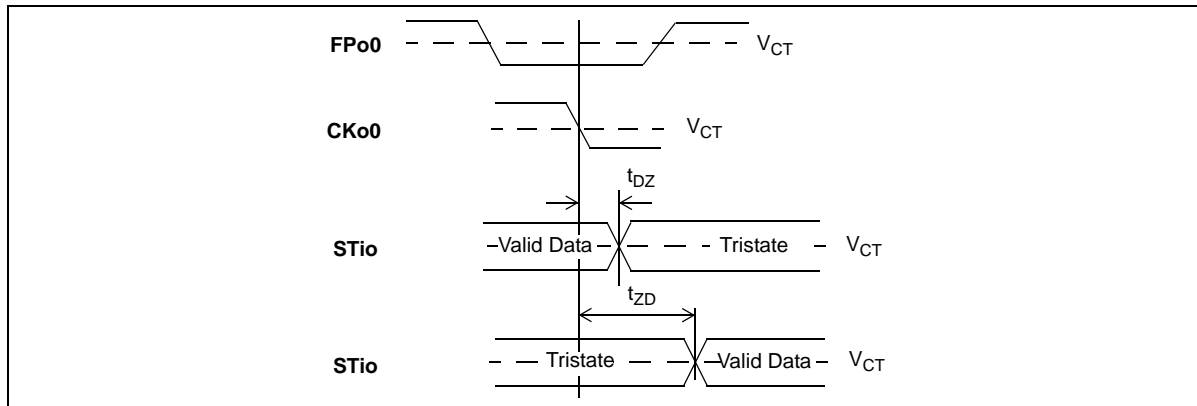 FPo0
V_CT
CKo0
V_CT
t_DZ
STio
Valid Data
Tristate
V_CT
t_ZD
STio
Tristate
Valid Data
V_CT